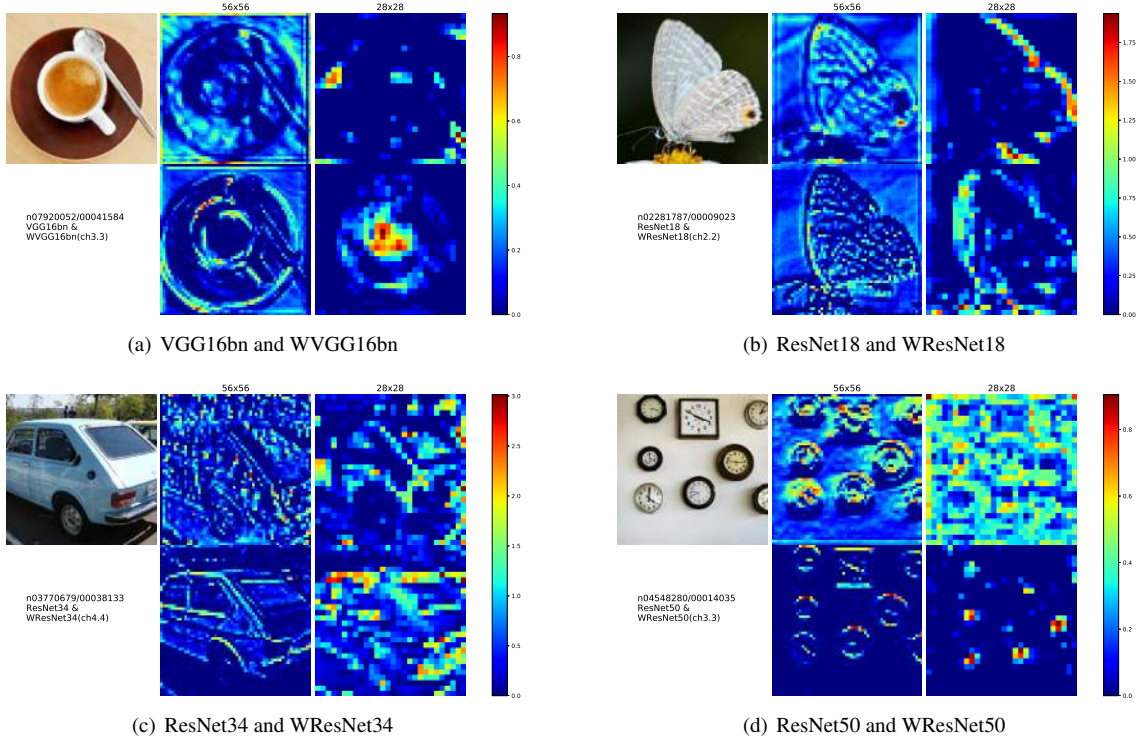 56x56
28x28
0.8
0.6
0.4
0.2
0.0
n07920052/00041584
VGG16bn &
WVGG16bn(ch3.3)
(a) VGG16bn and WVGG16bn
56x56
28x28
1.75
1.50
1.25
1.00
0.75
0.50
0.25
0.00
n02281787/00009023
ResNet18 &
WResNet18(ch2.2)
(b) ResNet18 and WResNet18
56x56
28x28
3.0
2.5
2.0
1.5
1.0
0.5
0.0
n03770679/00038133
ResNet34 &
WResNet34(ch4.4)
(c) ResNet34 and WResNet34
56x56
28x28
0.8
0.6
0.4
0.2
0.0
n04548280/00014035
ResNet50 &
WResNet50(ch3.3)
(d) ResNet50 and WResNet50